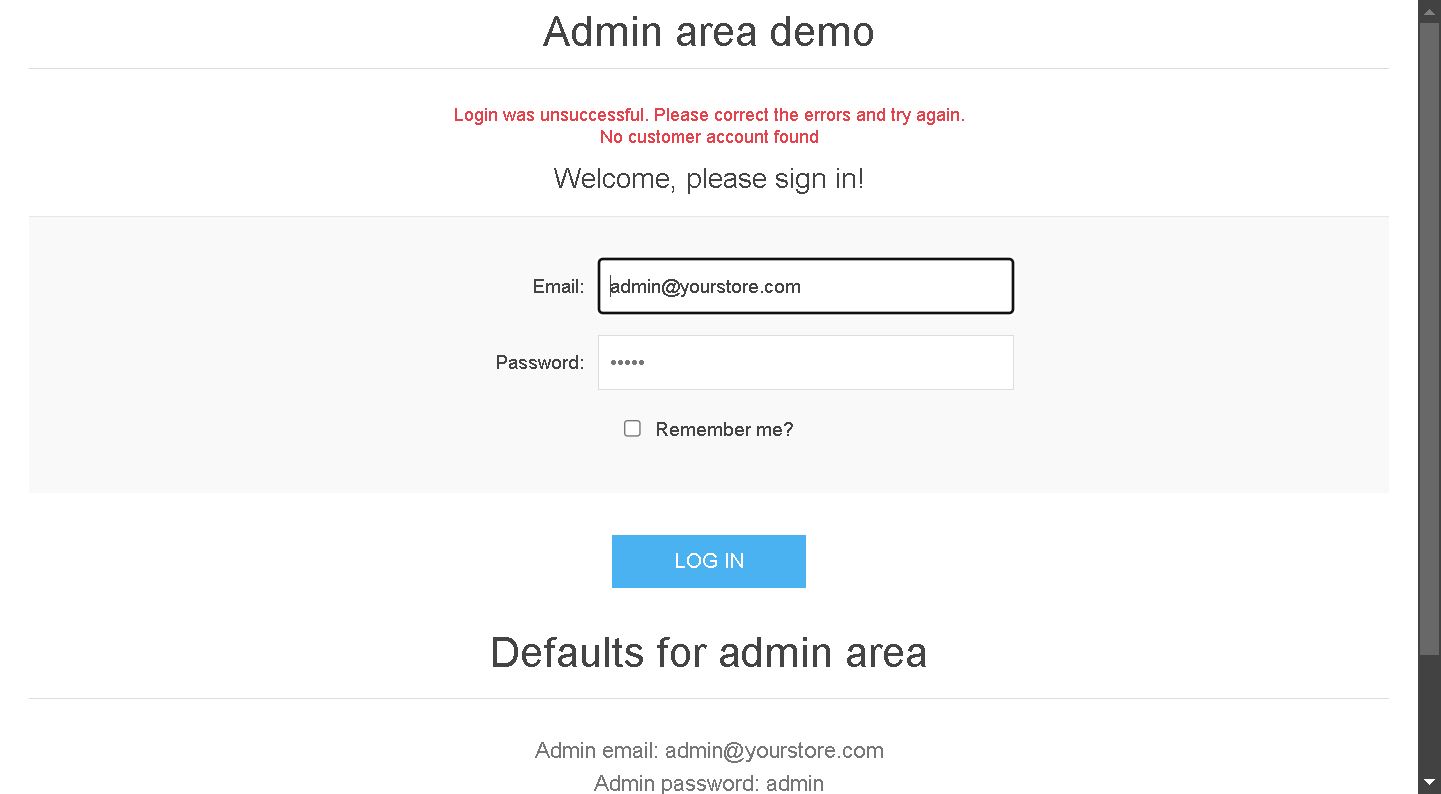 Admin area demo
Login was unsuccessful. Please correct the errors and try again.
No customer account found
Welcome, please sign in!
Email: admin@yourstore.com
Password: •••••
Remember me?
LOG IN
Defaults for admin area
Admin email: admin@yourstore.com
Admin password: admin